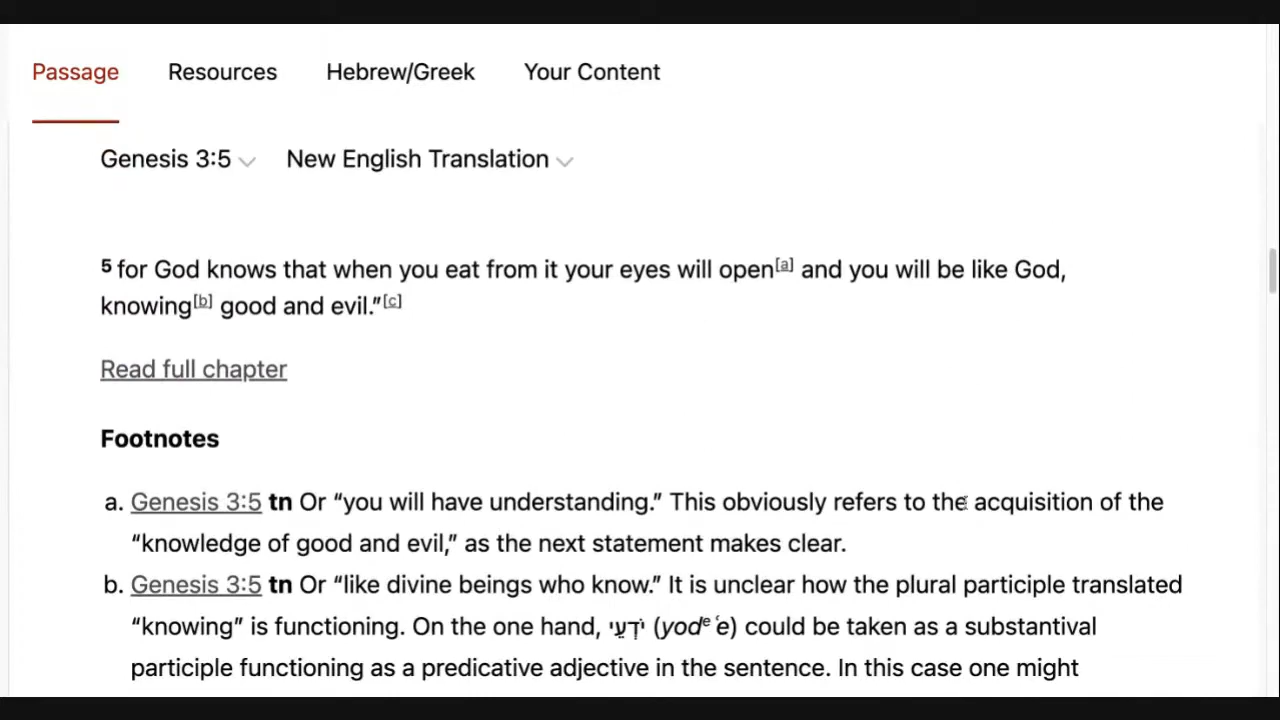 Passage Resources Hebrew/Greek Your Content
Genesis 3:5 New English Translation
5 for God knows that when you eat from it your eyes will open[a] and you will be like God,
knowing[b] good and evil.”[c]
Read full chapter
Footnotes
a. Genesis 3:5 tn Or “you will have understanding.” This obviously refers to the acquisition of the
“knowledge of good and evil,” as the next statement makes clear.
b. Genesis 3:5 tn Or “like divine beings who know.” It is unclear how the plural participle translated
“knowing” is functioning. On the one hand, יֹדְעֵי (yodᵉʿe) could be taken as a substantival
participle functioning as a predicative adjective in the sentence. In this case one might